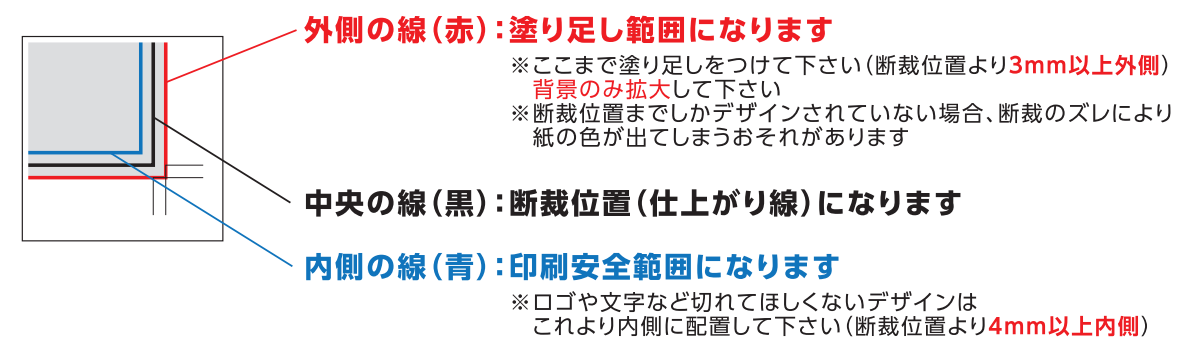 外側の線（赤）：塗り足し範囲になります
※ここまで塗り足しをつけて下さい（断裁位置より3mm以上外側）
背景のみ拡大して下さい
※断裁位置までしかデザインされていない場合、断裁のズレにより
紙の色が出てしまうおそれがあります
中央の線（黒）：断裁位置（仕上がり線）になります
内側の線（青）：印刷安全範囲になります
※ロゴや文字など切れてほしくないデザインは
これより内側に配置して下さい（断裁位置より4mm以上内側）